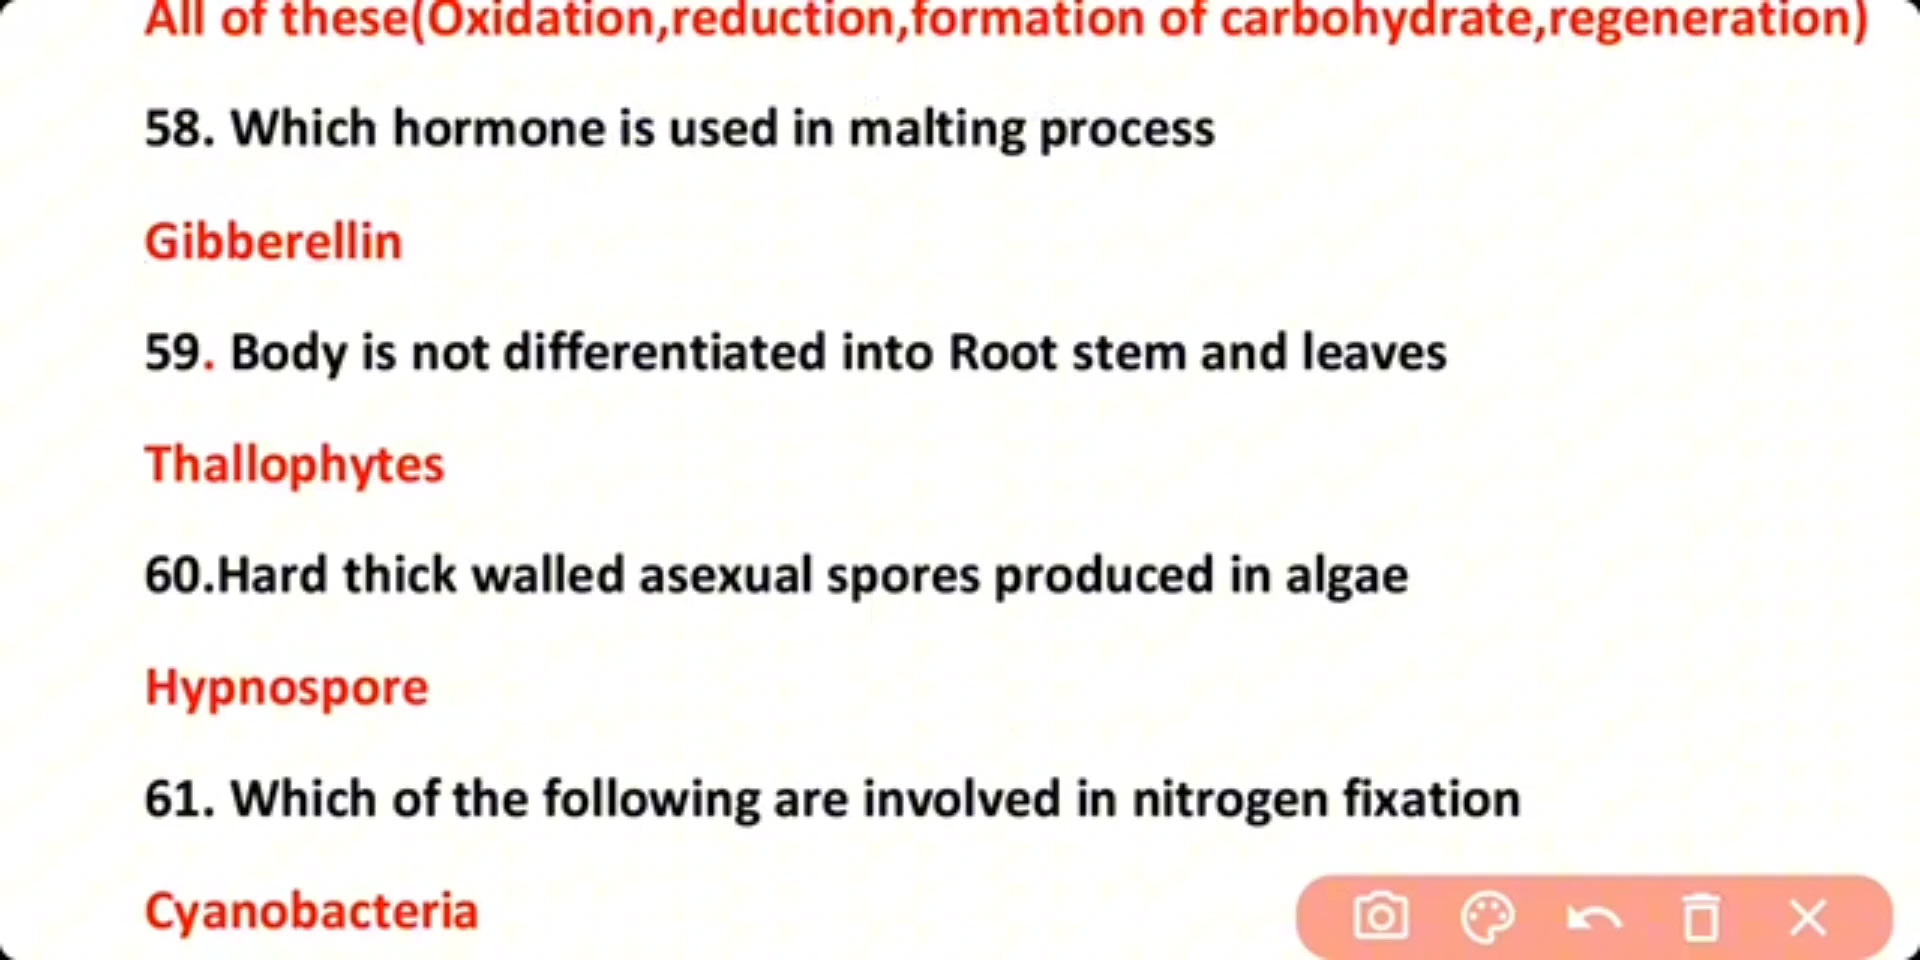 All of these(Oxidation,reduction,formation of carbohydrate,regeneration)
58. Which hormone is used in malting process
Gibberellin
59. Body is not differentiated into Root stem and leaves
Thallophytes
60.Hard thick walled asexual spores produced in algae
Hypnospore
61. Which of the following are involved in nitrogen fixation
Cyanobacteria